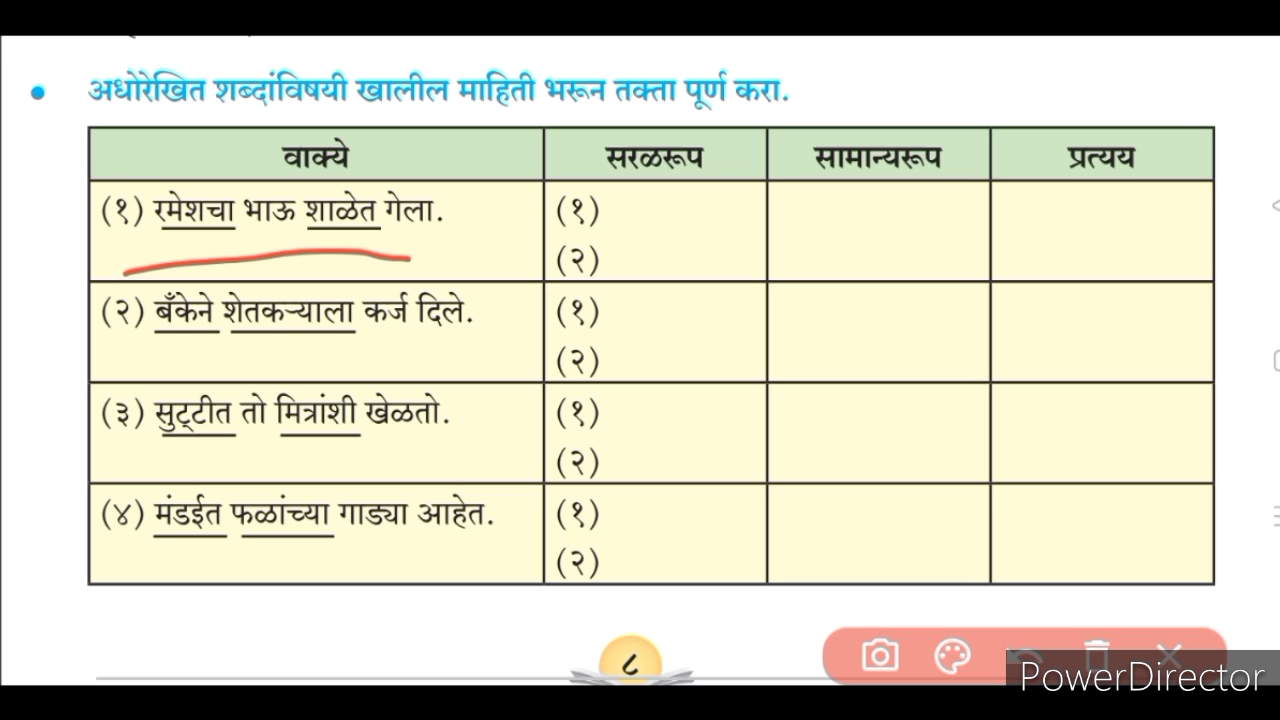 • अधोरेखित शब्दांविषयी खालील माहिती भरून तक्ता पूर्ण करा.
वाक्ये सरळरूप सामान्यरूप प्रत्यय
(१) रमेशचा भाऊ शाळेत गेला. (१)
(२)
(२) बँकेने शेतकऱ्याला कर्ज दिले. (१)
(२)
(३) सुट्टीत तो मित्रांशी खेळतो. (१)
(२)
(४) मंडईत फळांच्या गाड्या आहेत. (१)
(२)
८
PowerDirector